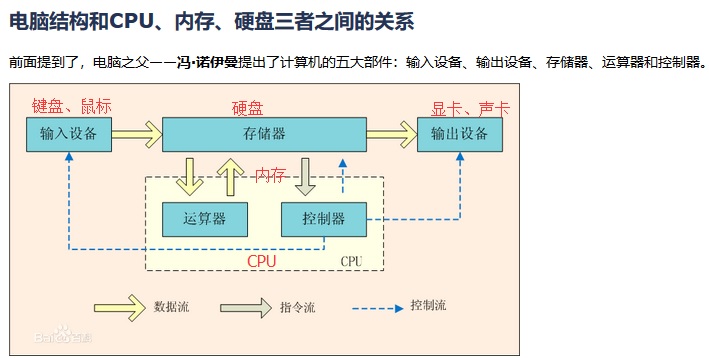 电脑结构和CPU、内存、硬盘三者之间的关系
前面提到了，电脑之父——冯·诺伊曼提出了计算机的五大部件：输入设备、输出设备、存储器、运算器和控制器。
键盘、鼠标
硬盘
显卡、声卡
输入设备
存储器
输出设备
内存
运算器
控制器
CPU
CPU
数据流
指令流
控制流
Baidu百科